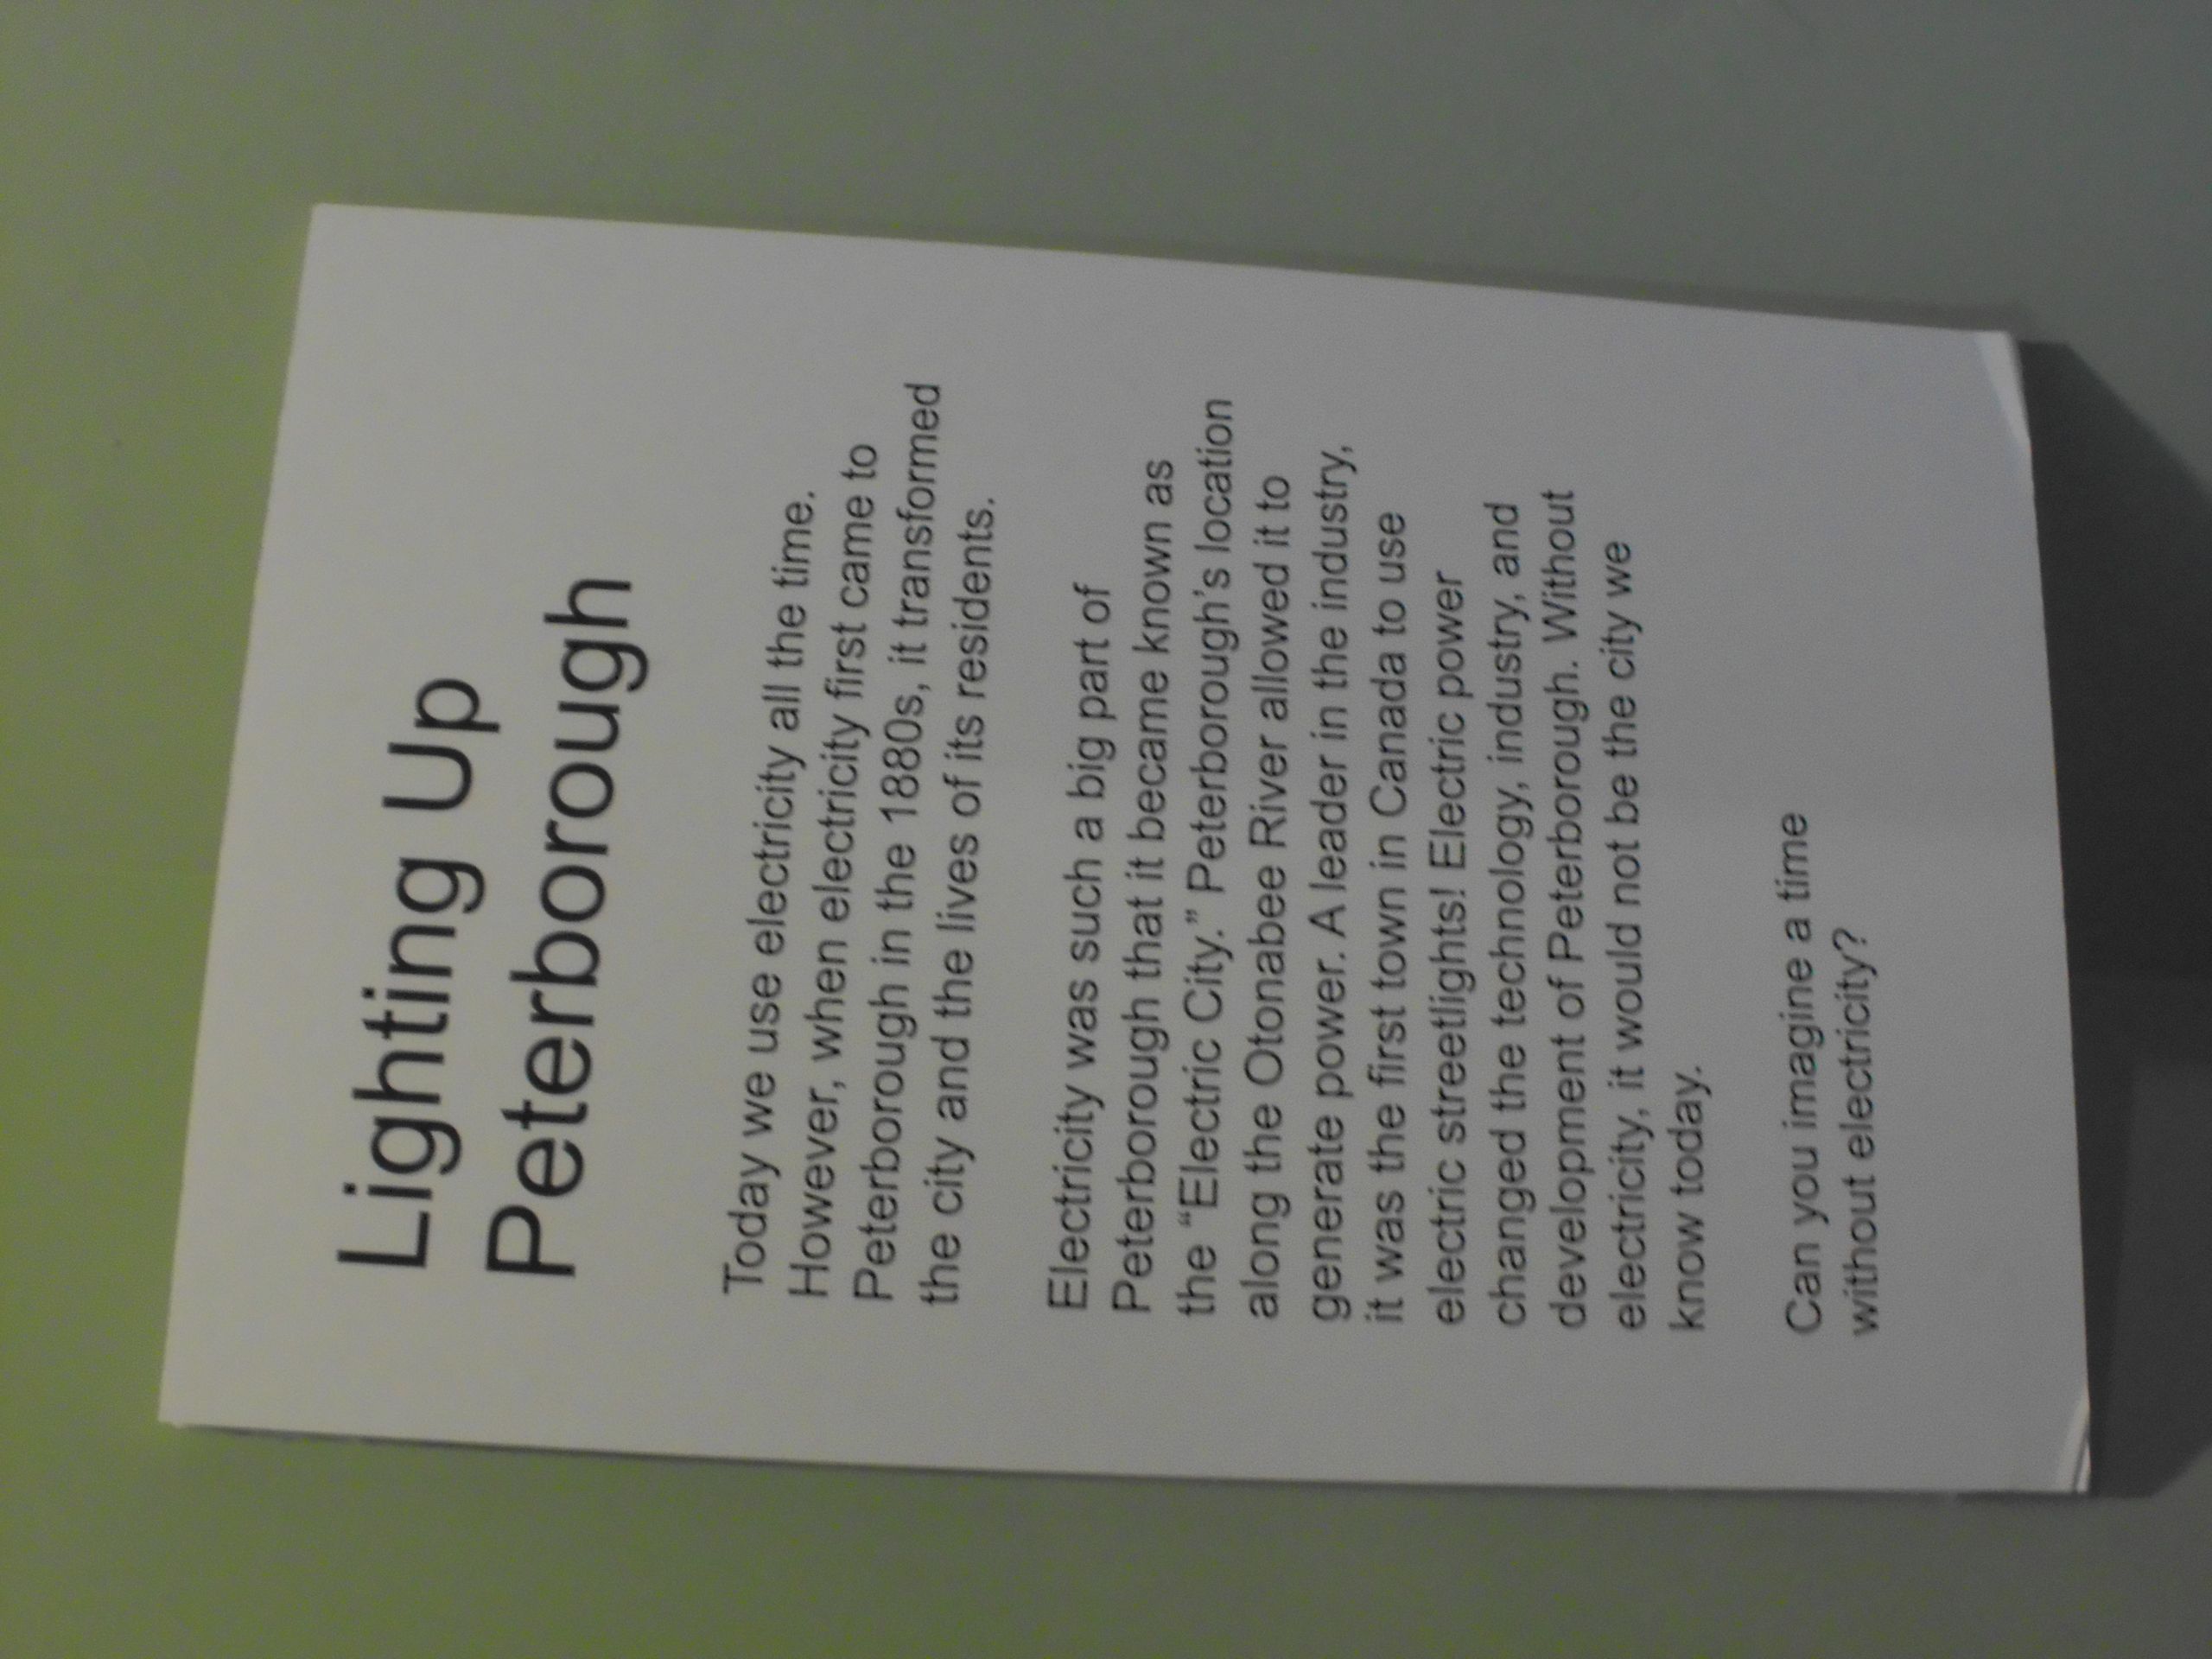 Lighting Up
Peterborough
Today we use electricity all the time.
However, when electricity first came to
Peterborough in the 1880s, it transformed
the city and the lives of its residents.
Electricity was such a big part of
Peterborough that it became known as
the “Electric City.” Peterborough’s location
along the Otonabee River allowed it to
generate power. A leader in the industry,
it was the first town in Canada to use
electric streetlights! Electric power
changed the technology, industry, and
development of Peterborough. Without
electricity, it would not be the city we
know today.
Can you imagine a time
without electricity?